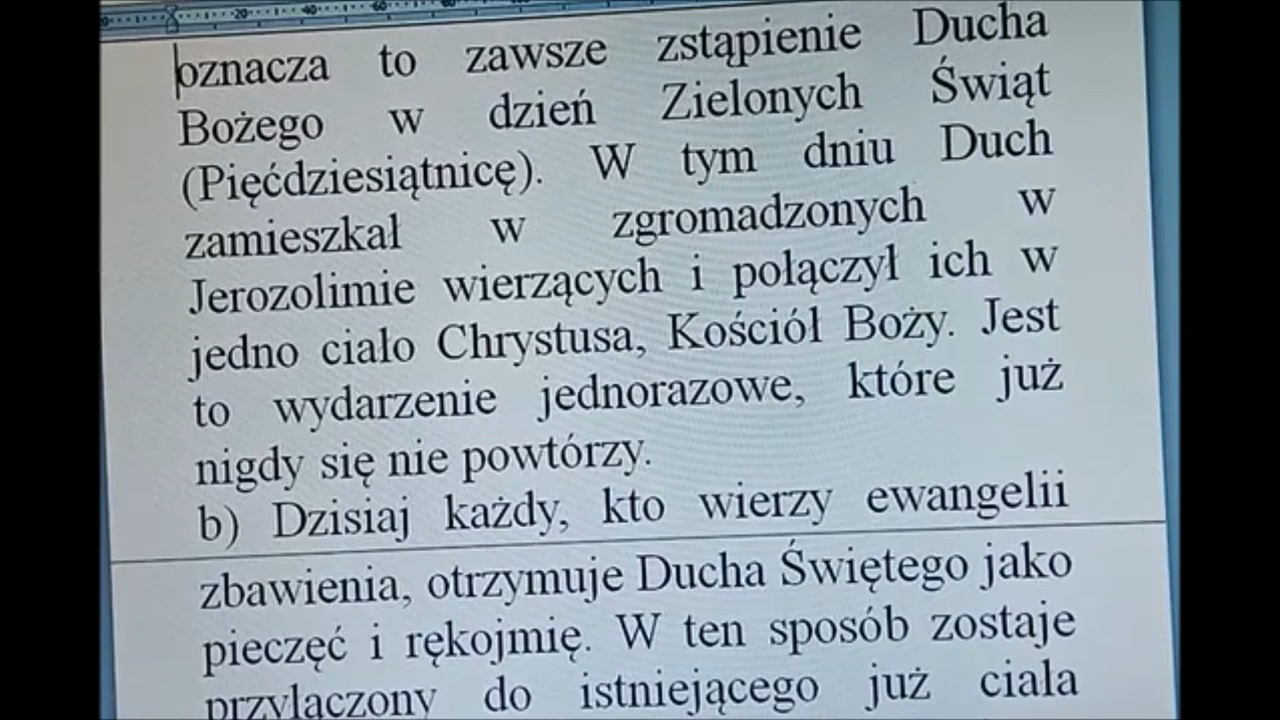 oznacza to zawsze zstąpienie Ducha
Bożego w dzień Zielonych Świąt
(Pięćdziesiątnicę). W tym dniu Duch
zamieszkał w zgromadzonych w
Jerozolimie wierzących i połączył ich w
jedno ciało Chrystusa, Kościół Boży. Jest
to wydarzenie jednorazowe, które już
nigdy się nie powtórzy.
b) Dzisiaj każdy, kto wierzy ewangelii
zbawienia, otrzymuje Ducha Świętego jako
pieczęć i rękojmię. W ten sposób zostaje
przyłączony do istniejącego już ciała